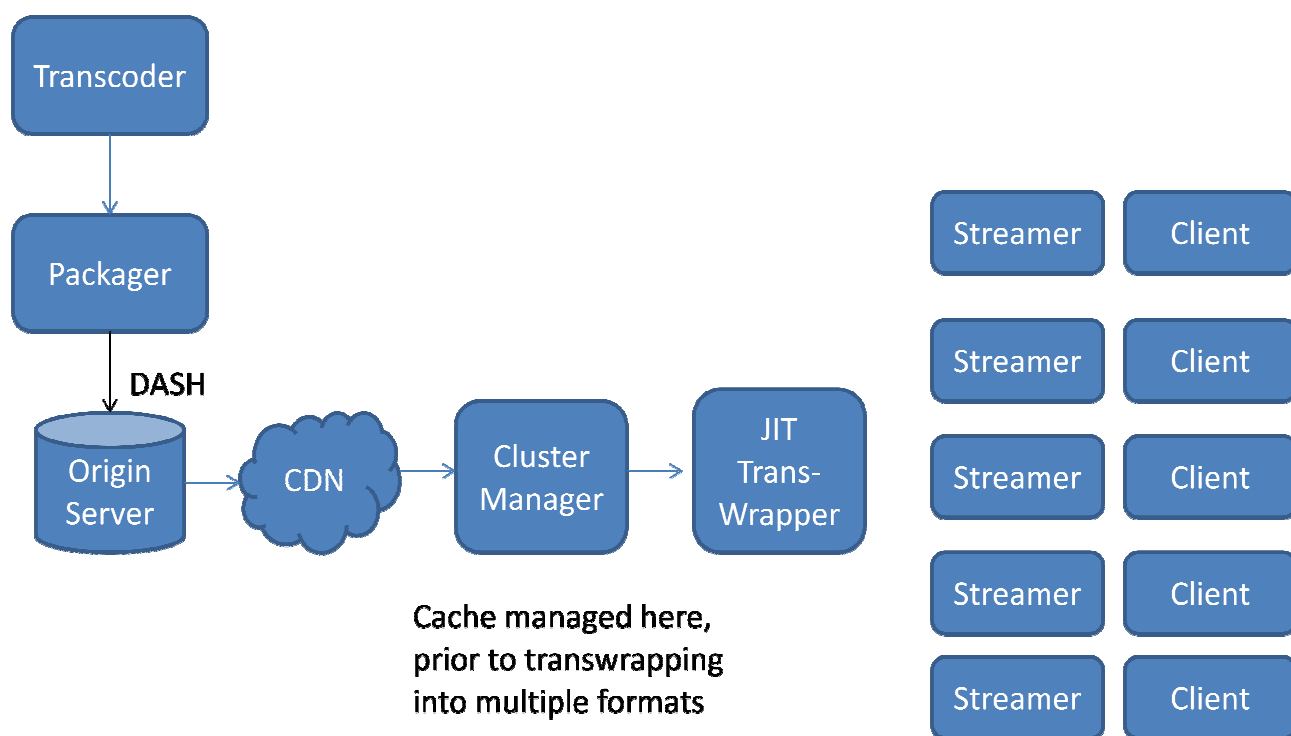 Transcoder
Packager
DASH
Origin
Server
CDN
Cluster
Manager
JIT
Trans-
Wrapper
Cache managed here,
prior to transwrapping
into multiple formats
Streamer
Client
Streamer
Client
Streamer
Client
Streamer
Client
Streamer
Client